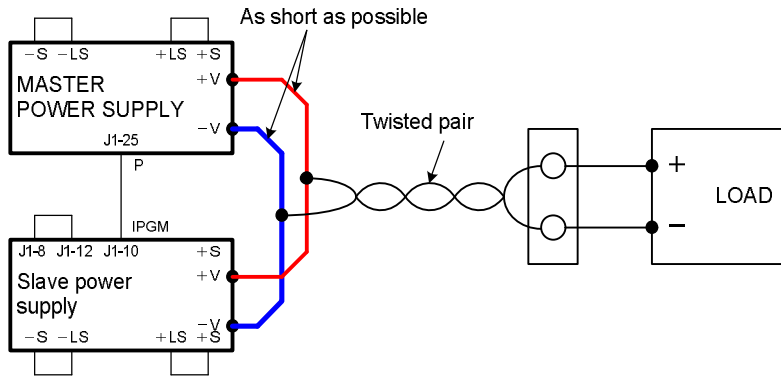 As short as possible
−S −LS +LS +S
MASTER
POWER SUPPLY
+V
−V
J1-25
P
Twisted pair
+
−
LOAD
IPGM
J1-8 J1-12 J1-10 +S
+V
Slave power
supply
−V
−S −LS +LS +S